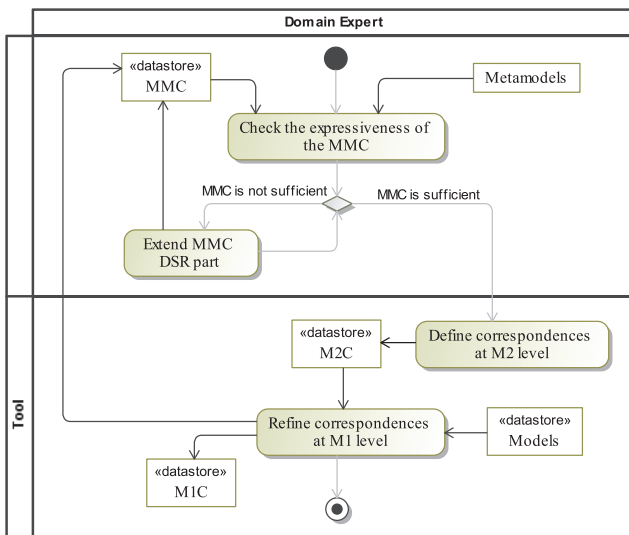 Domain Expert
«datastore»
MMC
Metamodels
Check the expressiveness of
the MMC
MMC is not sufficient
MMC is sufficient
Extend MMC
DSR part
Tool
«datastore»
M2C
Define correspondences
at M2 level
Refine correspondences
at M1 level
«datastore»
Models
«datastore»
M1C